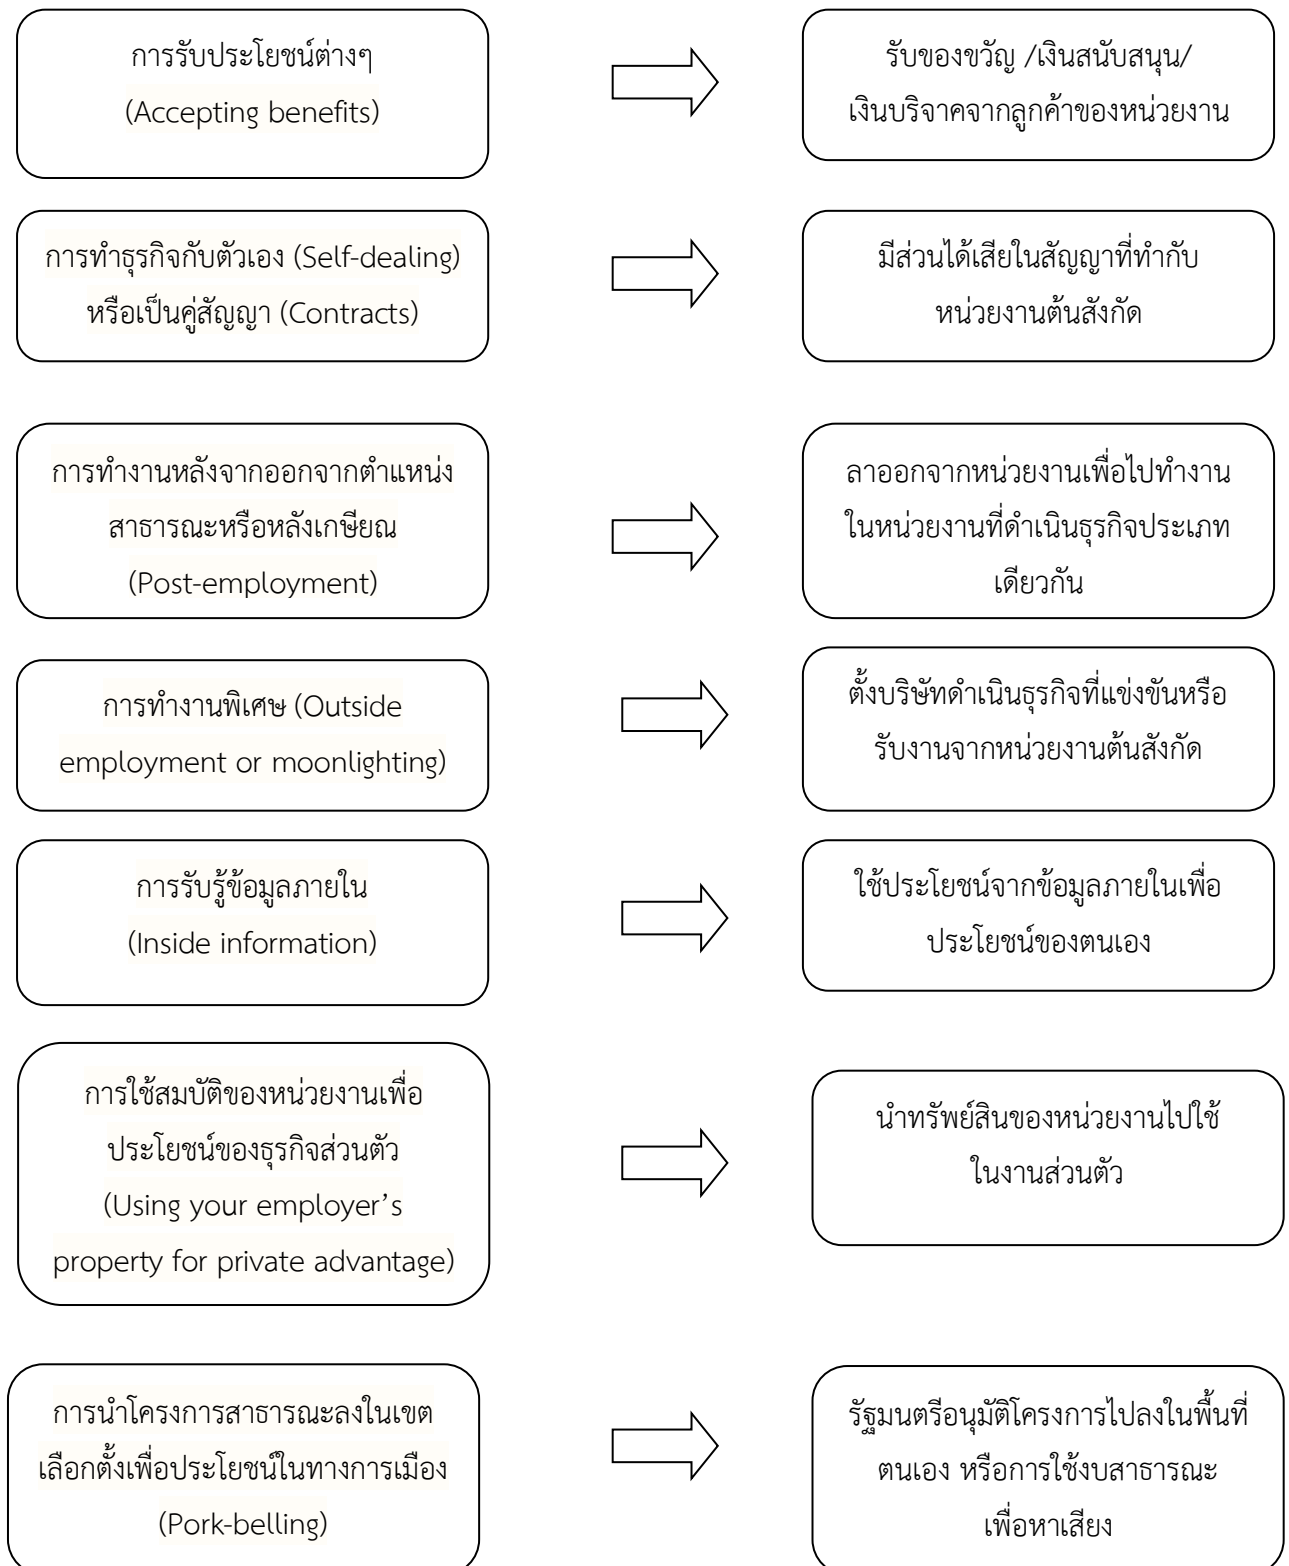 การรับประโยชน์ต่างๆ
(Accepting benefits)
รับของขวัญ /เงินสนับสนุน/
เงินบริจาคจากลูกค้าของหน่วยงาน
การทำธุรกิจกับตัวเอง (Self-dealing)
หรือเป็นคู่สัญญา (Contracts)
มีส่วนได้เสียในสัญญาที่ทำกับ
หน่วยงานต้นสังกัด
การทำงานหลังจากออกจากตำแหน่ง
สาธารณะหรือหลังเกษียณ
(Post-employment)
ลาออกจากหน่วยงานเพื่อไปทำงาน
ในหน่วยงานที่ดำเนินธุรกิจประเภท
เดียวกัน
การทำงานพิเศษ (Outside
employment or moonlighting)
ตั้งบริษัทดำเนินธุรกิจที่แข่งขันหรือ
รับงานจากหน่วยงานต้นสังกัด
การรับรู้ข้อมูลภายใน
(Inside information)
ใช้ประโยชน์จากข้อมูลภายในเพื่อ
ประโยชน์ของตนเอง
การใช้สมบัติของหน่วยงานเพื่อ
ประโยชน์ของธุรกิจส่วนตัว
(Using your employer’s
property for private advantage)
นำทรัพย์สินของหน่วยงานไปใช้
ในงานส่วนตัว
การนำโครงการสาธารณะลงในเขต
เลือกตั้งเพื่อประโยชน์ในทางการเมือง
(Pork-belling)
รัฐมนตรีอนุมัติโครงการไปลงในพื้นที่
ตนเอง หรือการใช้งบสาธารณะ
เพื่อหาเสียง